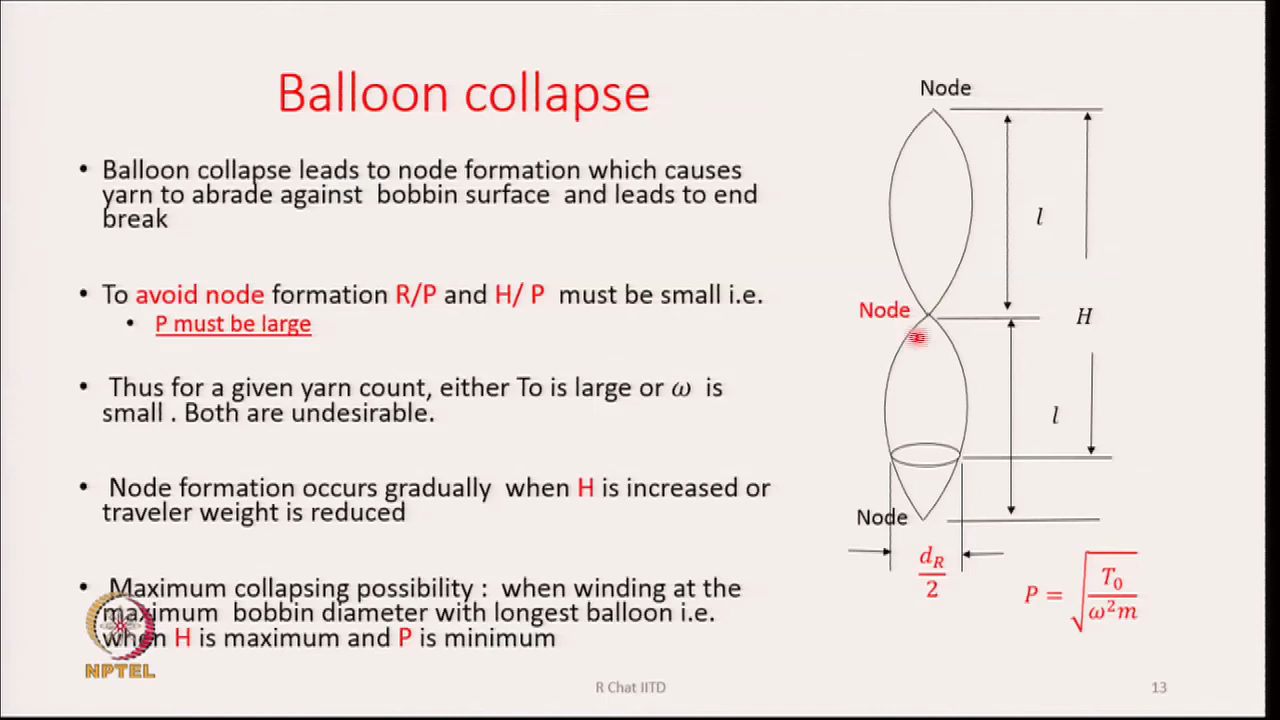 Balloon collapse
• Balloon collapse leads to node formation which causes
yarn to abrade against bobbin surface and leads to end
break
• To avoid node formation R/P and H/ P must be small i.e.
• P must be large
• Thus for a given yarn count, either To is large or ω is
small . Both are undesirable.
• Node formation occurs gradually when H is increased or
traveler weight is reduced
• Maximum collapsing possibility : when winding at the
maximum bobbin diameter with longest balloon i.e.
when H is maximum and P is minimum
Node
l
Node
H
l
Node
d_R/2
P = √(T_0/ω²m)
NPTEL
R Chat IITD
13